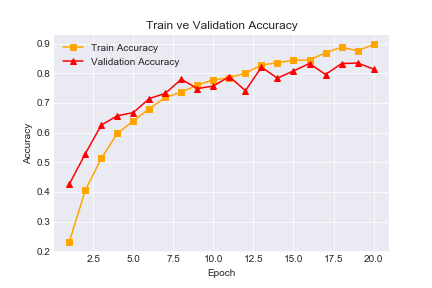 Train ve Validation Accuracy
Train Accuracy
Validation Accuracy
Accuracy
0.9
0.8
0.7
0.6
0.5
0.4
0.3
0.2
2.5 5.0 7.5 10.0 12.5 15.0 17.5 20.0
Epoch